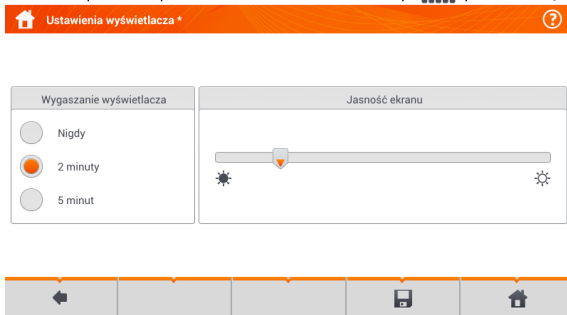 Ustawienia wyświetlacza *
?
Wygaszanie wyświetlacza
Jasność ekranu
Nigdy
2 minuty
5 minut